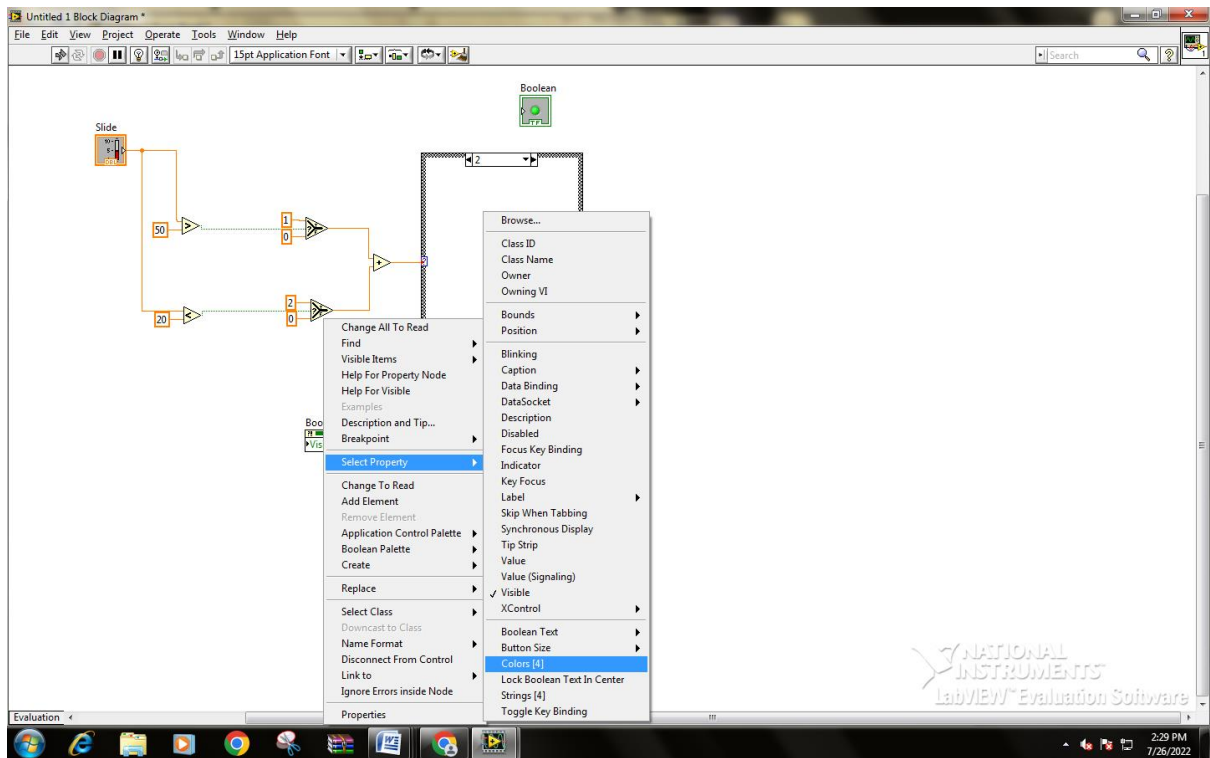 Untitled 1 Block Diagram *
File Edit View Project Operate Tools Window Help
15pt Application Font
Search
1
Boolean
TF
Slide
2
50
1
0
20
2
0
Boo
Vis
Change All To Read
Find
Visible Items
Help For Property Node
Help For Visible
Examples
Description and Tip...
Breakpoint
Select Property
Change To Read
Add Element
Remove Element
Application Control Palette
Boolean Palette
Create
Replace
Select Class
Downcast to Class
Name Format
Disconnect From Control
Link to
Ignore Errors inside Node
Properties
Browse...
Class ID
Class Name
Owner
Owning VI
Bounds
Position
Blinking
Caption
Data Binding
DataSocket
Description
Disabled
Focus Key Binding
Indicator
Key Focus
Label
Skip When Tabbing
Synchronous Display
Tip Strip
Value
Value (Signaling)
Visible
XControl
Boolean Text
Button Size
Colors [4]
Lock Boolean Text In Center
Strings [4]
Toggle Key Binding
NATIONAL
INSTRUMENTS
LabVIEW™ Evaluation Software
Evaluation
2:29 PM
7/26/2022